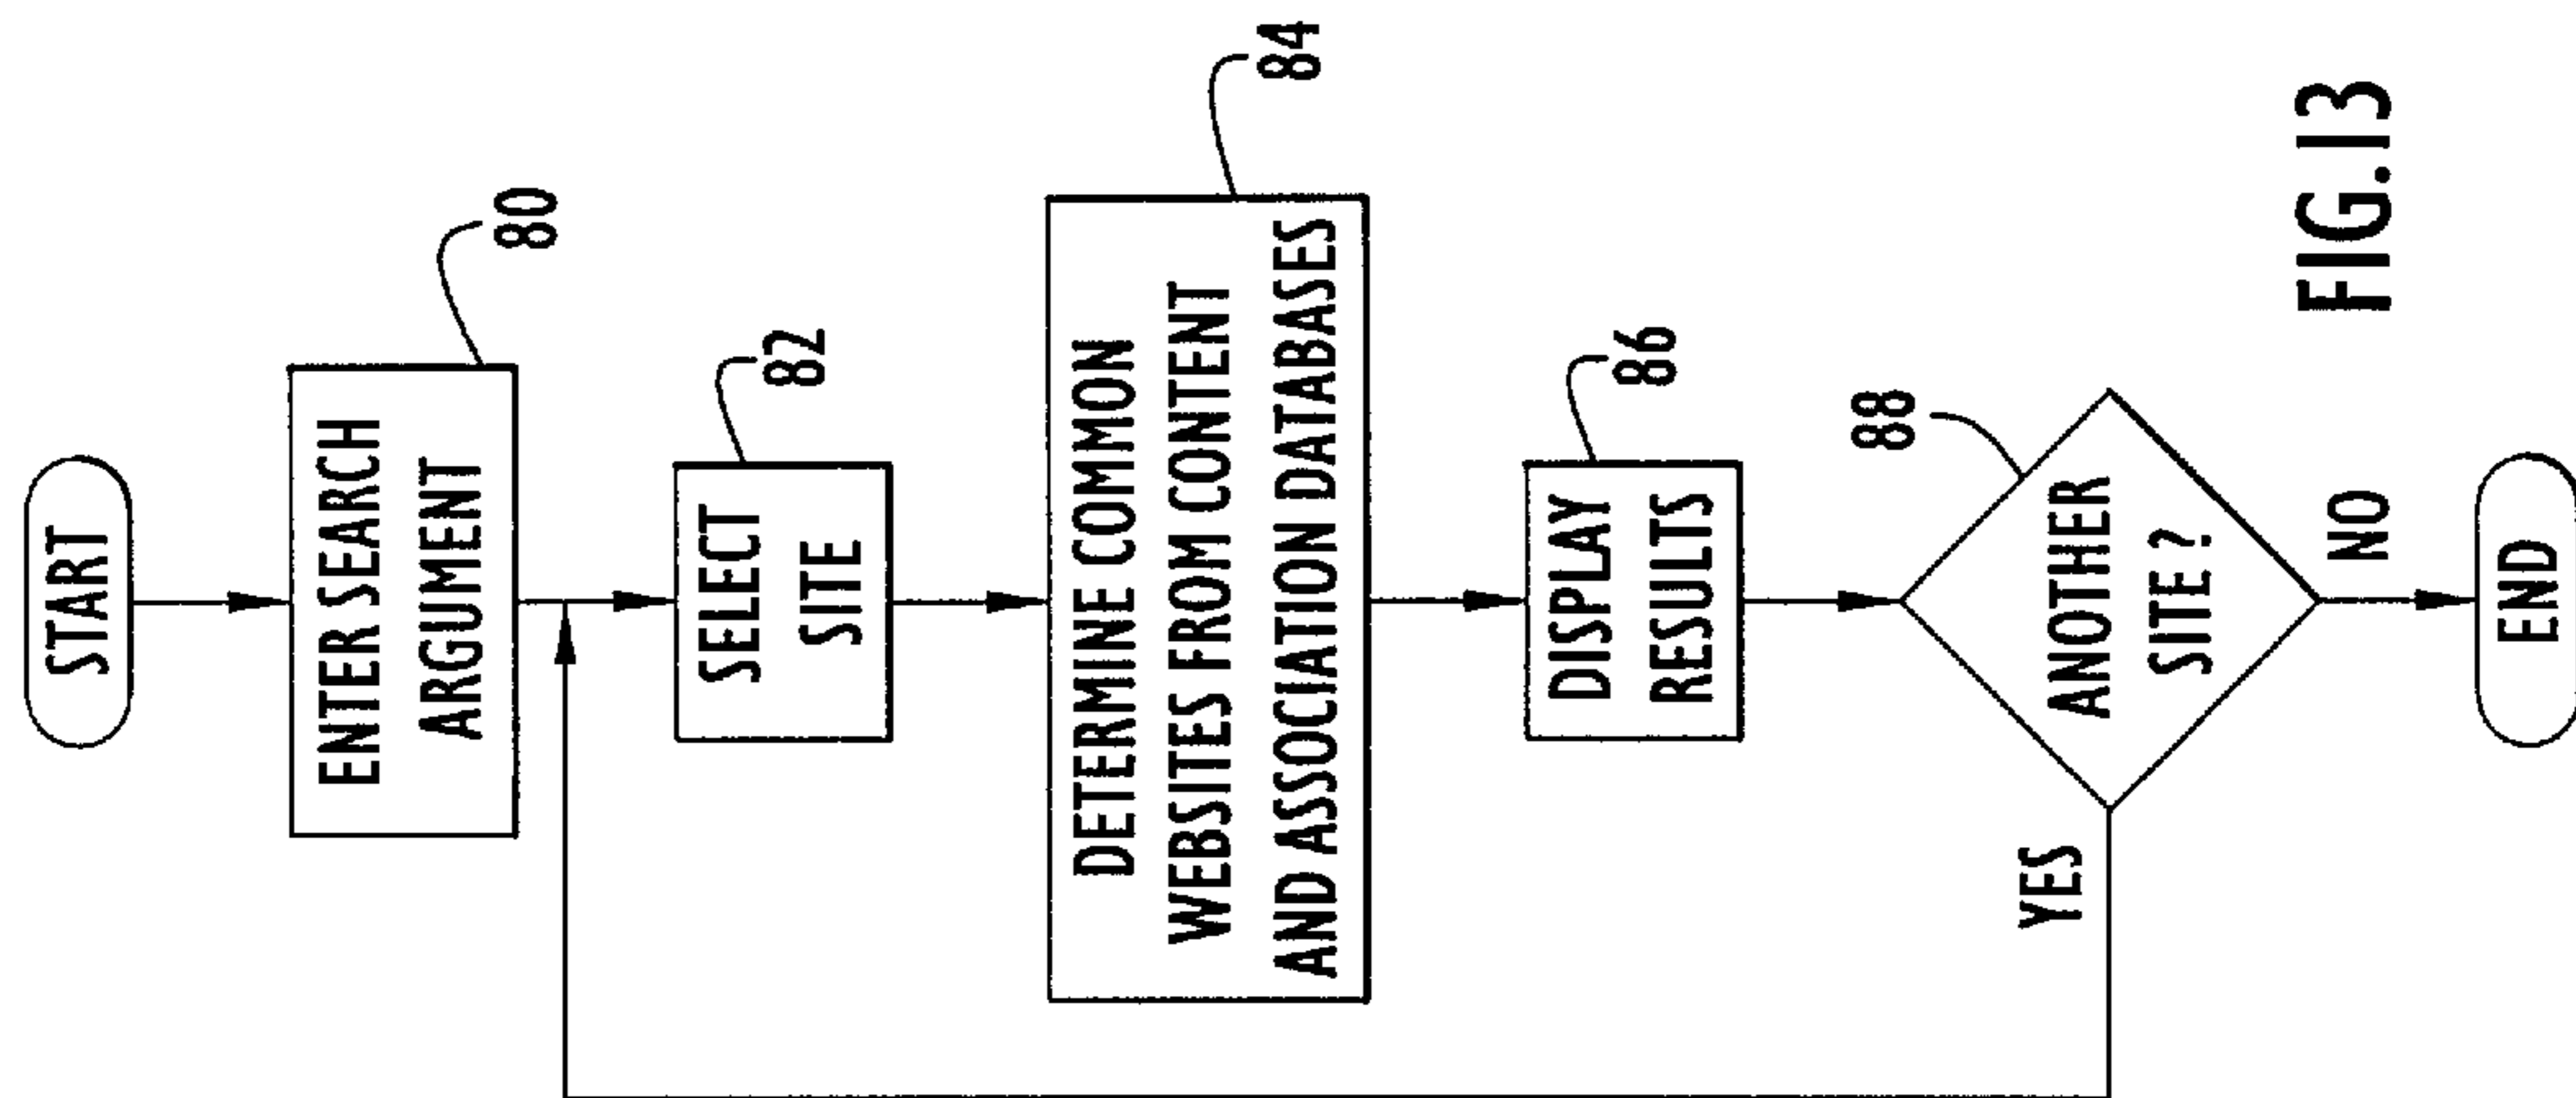 START
ENTER SEARCH
ARGUMENT
80
SELECT
SITE
82
DETERMINE COMMON
WEBSITES FROM CONTENT
AND ASSOCIATION DATABASES
84
DISPLAY
RESULTS
86
ANOTHER
SITE ?
88
YES
NO
END
FIG.13